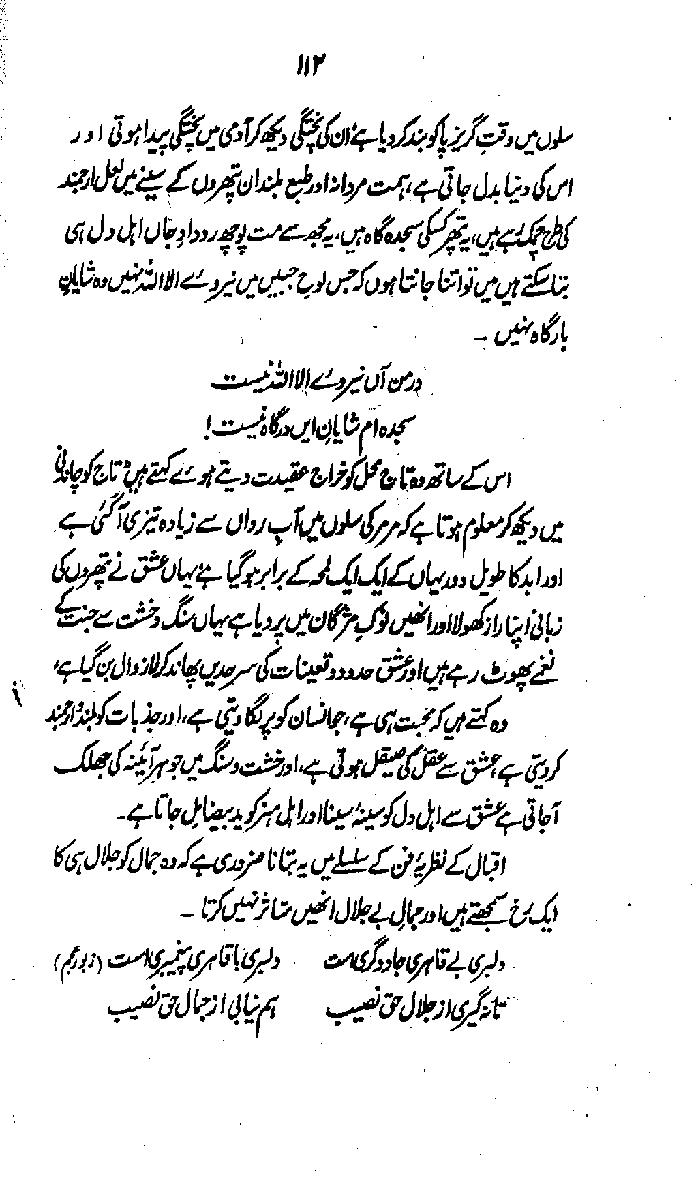 ۱۱۲
سلوں میں وقتِ گریز پا کو بند کر دیا ہے، ان کی پختگی دیکھ کر آدمی میں پختگی پیدا ہوتی اور
اس کی دنیا بدل جاتی ہے، ہمت مردانہ اور طبع بلند ان پتھروں کے سینے میں لعل ارجمند
کی طرح چمک رہے ہیں، یہ پتھر کس کی سجدہ گاہ ہیں، یہ مجھ سے مت پوچھو رودادِ جاں اہل دل ہی
بتا سکتے ہیں میں تو اتنا جانتا ہوں کہ جس لوحِ جبیں میں نیروئے الا اللہ نہیں وہ شایانِ
بارگاہ نہیں ۔
در من آں نیروئے الا اللہ نیست
سجدہ ام شایانِ ایں درگاہ نیست !
اس کے ساتھ وہ تاج محل کو خراج عقیدت دیتے ہوئے کہتے ہیں: تاج کو چاندنی
میں دیکھ کر معلوم ہوتا ہے کہ مرمر کی سلوں میں آبِ رواں سے زیادہ تیزی آ گئی ہے
اور ابد کا طویل دور یہاں کے ایک ایک لمحہ کے برابر ہو گیا ہے، یہاں عشق نے پتھروں کی
زبانی اپنا راز کھولا اور انھیں نوکِ مژگاں میں پرو دیا ہے یہاں سنگ و خشت سے جنت کے
نغمے پھوٹ رہے ہیں اور عشق حدود و تعینات کی سرحدیں پھاند کر لازوال بن گیا ہے،
وہ کہتے ہیں کہ محبت ہی ہے، جو انسان کو پر لگا دیتی ہے، اور جذبات کو بلند و ارجمند
کر دیتی ہے، عشق سے عقل کی صیقل ہوتی ہے، اور خشت و سنگ میں جوہر آئینہ کی جھلک
آ جاتی ہے عشق سے اہل دل کو سینۂ سینا اور اہل ہنر کو ید بیضا مل جاتا ہے ۔
اقبال کے نظریۂ فن کے سلسلے میں یہ بتانا ضروری ہے کہ وہ جمال کو جلال ہی کا
ایک رخ سمجھتے ہیں اور جمالِ بے جلال انھیں متاثر نہیں کرتا ۔
دلبری بے قاہری جادوگری است دلبری با قاہری پیغمبری است (زبور عجم)
تا نہ گیری از جلالِ حق نصیب ہم نیابی از جمالِ حق نصیب